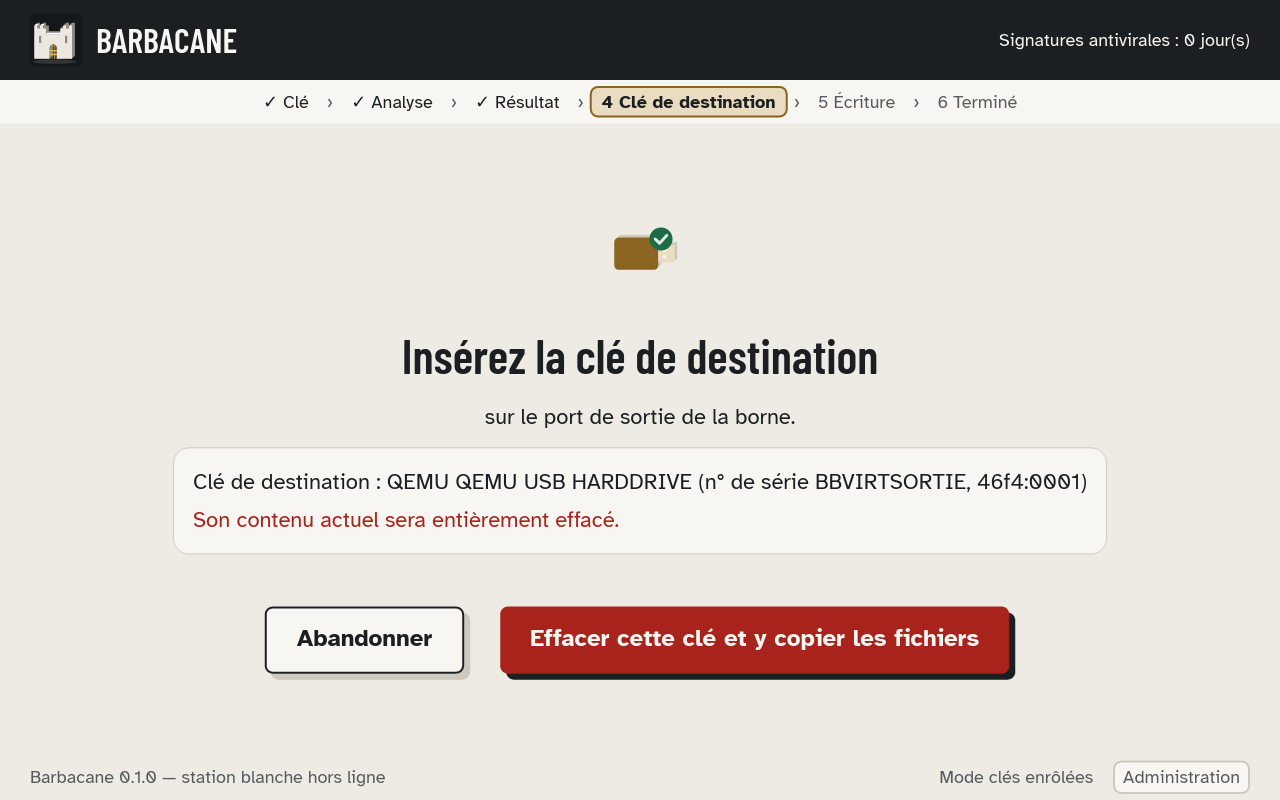 BARBACANE
Signatures antivirales : 0 jour(s)
✓ Clé › ✓ Analyse › ✓ Résultat › 4 Clé de destination › 5 Écriture › 6 Terminé
Insérez la clé de destination
sur le port de sortie de la borne.
Clé de destination : QEMU QEMU USB HARDDRIVE (n° de série BBVIRTSORTIE, 46f4:0001)
Son contenu actuel sera entièrement effacé.
Abandonner
Effacer cette clé et y copier les fichiers
Barbacane 0.1.0 — station blanche hors ligne
Mode clés enrôlées
Administration